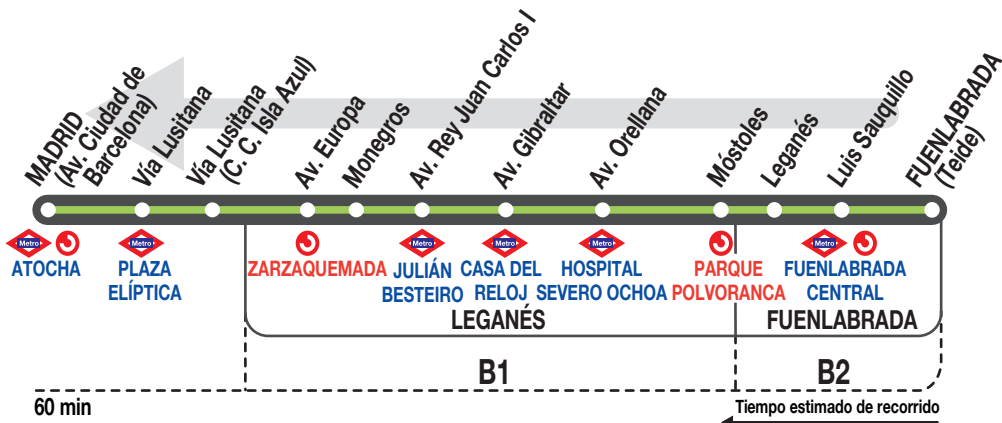 MADRID
(Av. Ciudad de
Barcelona)
Vía Lusitana
Vía Lusitana
(C. C. Isla Azul)
Av. Europa
Monegros
Av. Rey Juan Carlos I
Av. Gibraltar
Av. Orellana
Móstoles
Leganés
Luis Sauquillo
FUENLABRADA
(Teide)
Metro
ATOCHA
Metro
PLAZA
ELÍPTICA
ZARZAQUEMADA
Metro
JULIÁN
BESTEIRO
Metro
CASA DEL
RELOJ
Metro
HOSPITAL
SEVERO OCHOA
PARQUE
POLVORANCA
Metro
FUENLABRADA
CENTRAL
LEGANÉS
FUENLABRADA
B1
B2
60 min
Tiempo estimado de recorrido